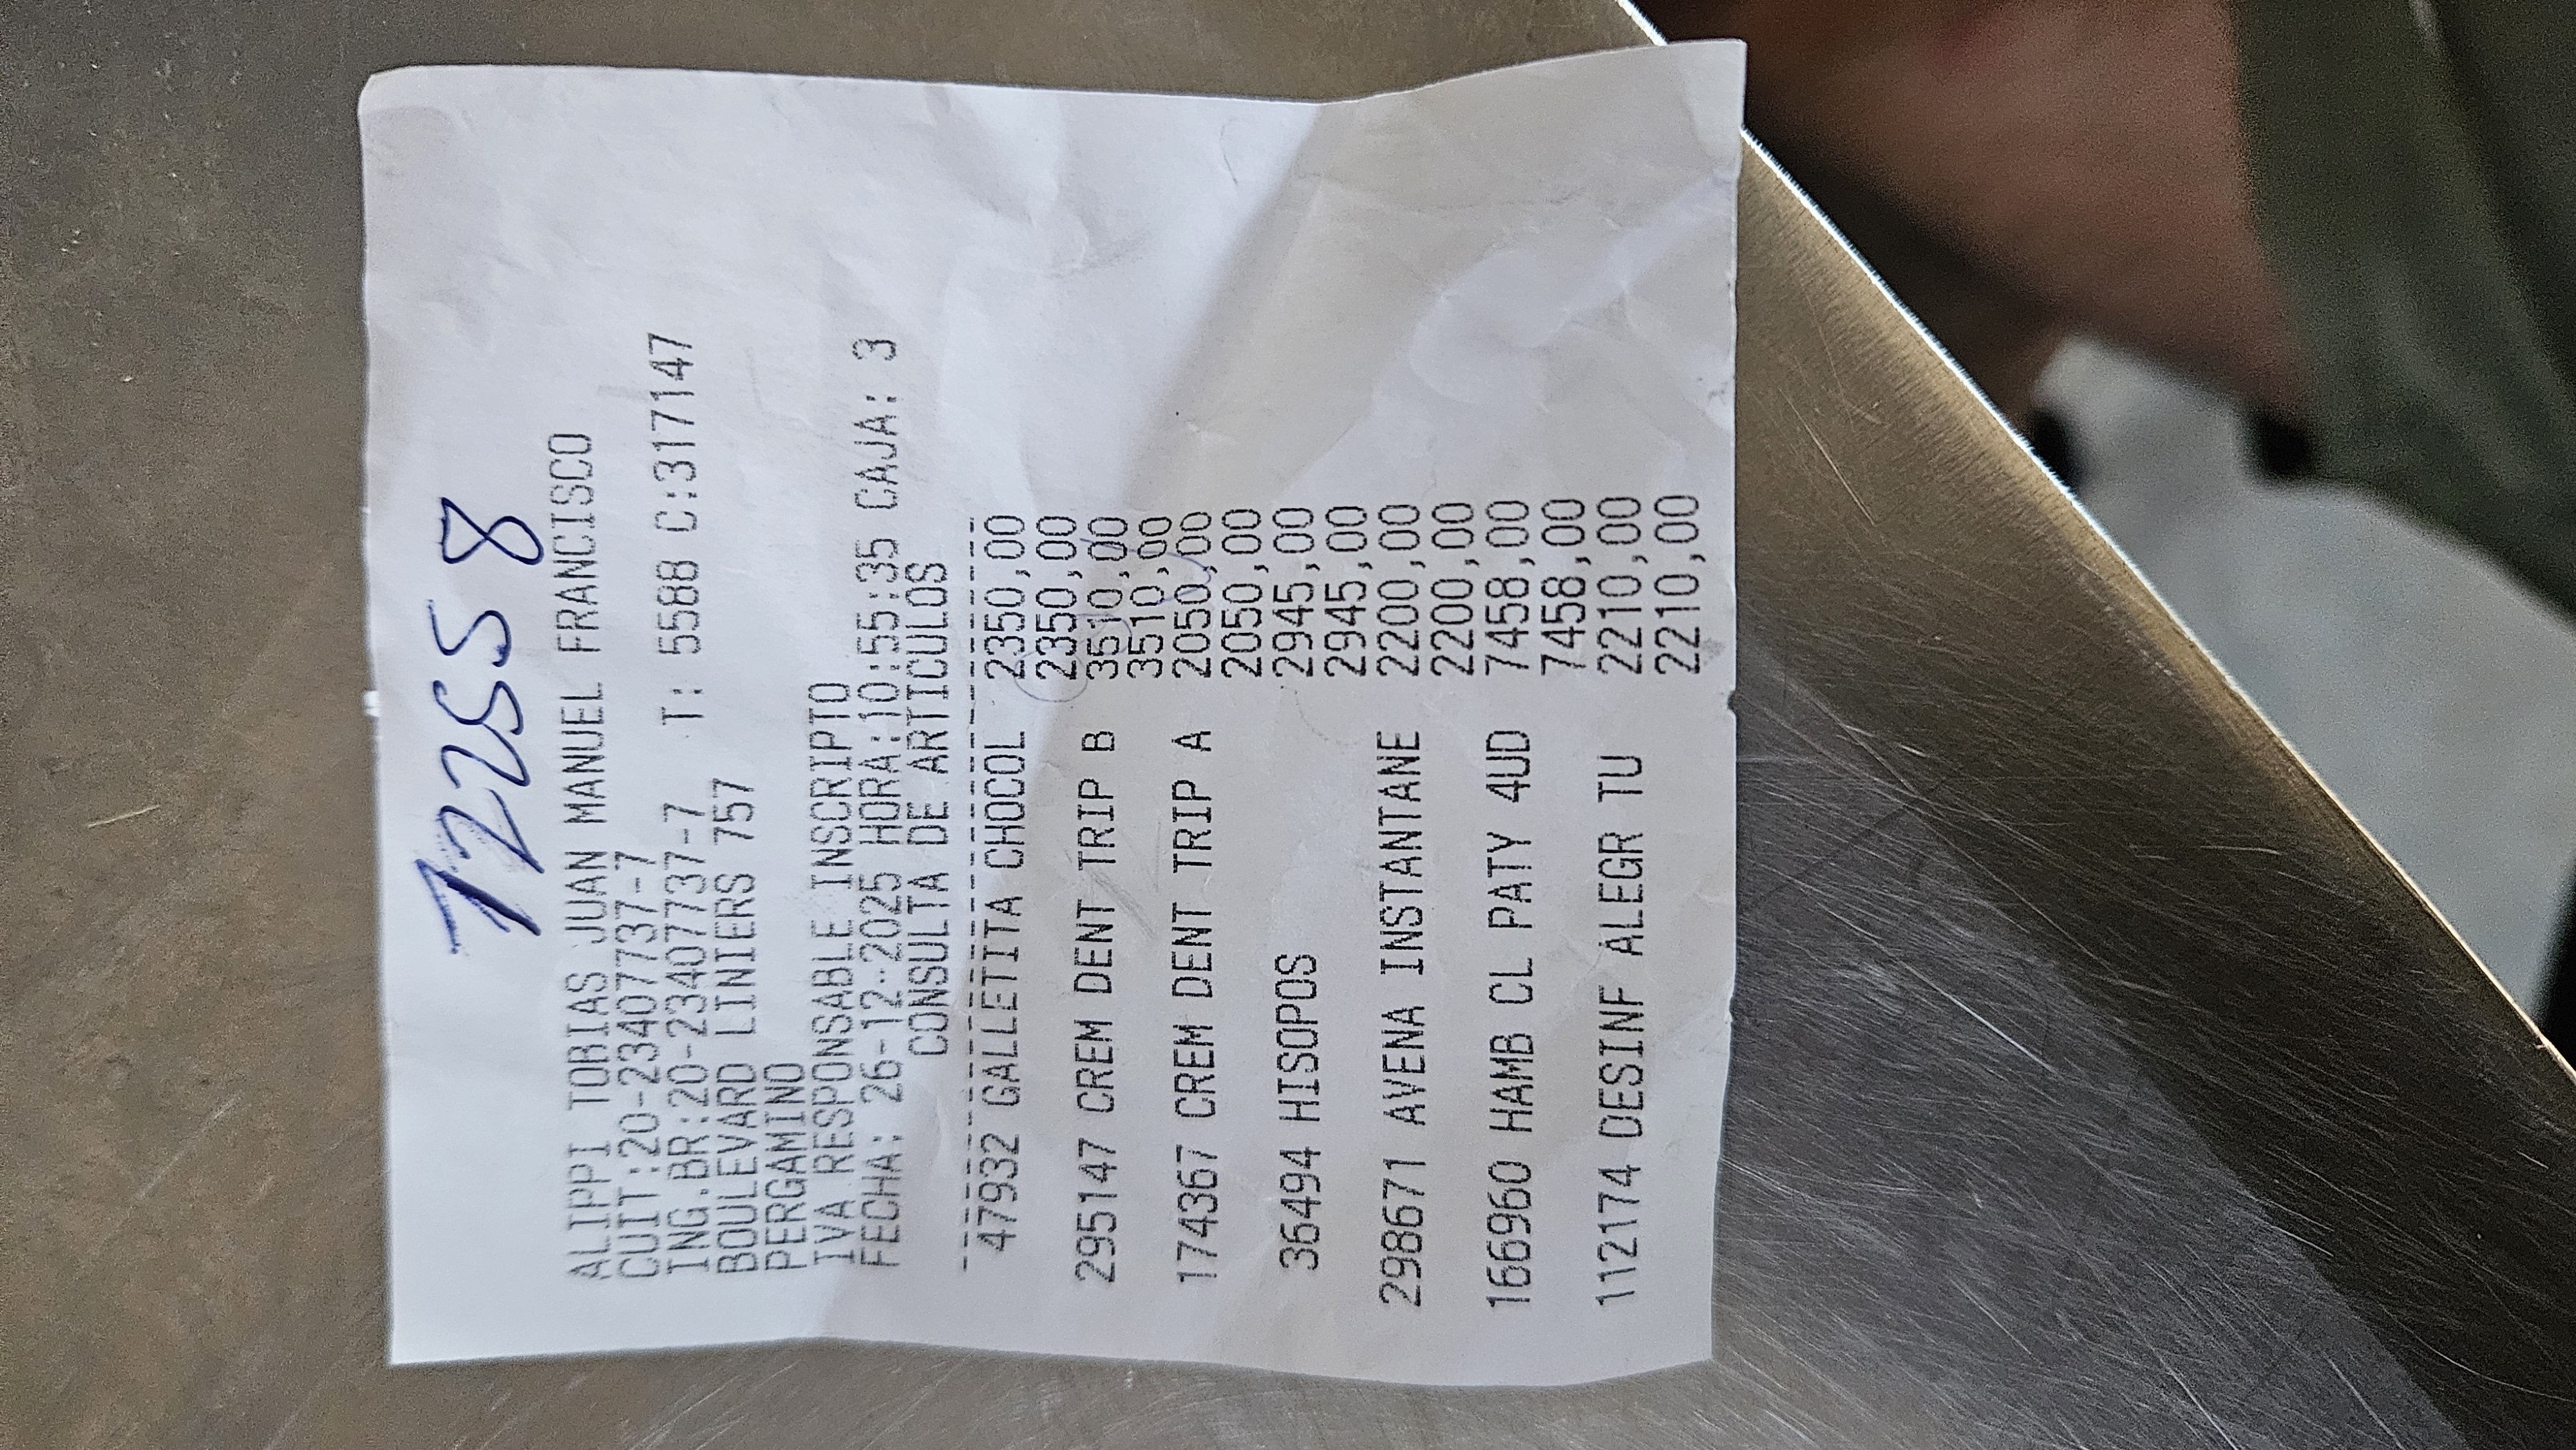 72558
ALIPPI TOBIAS JUAN MANUEL FRANCISCO
CUIT:20-23407737-7
ING.BR:20-23407737-7 T: 5588 C:317147
BOULEVARD LINIERS 757
PERGAMINO
IVA RESPONSABLE INSCRIPTO
FECHA: 26-12-2025 HORA:10:55:35 CAJA: 3
CONSULTA DE ARTICULOS
47932 GALLETITA CHOCOL 2350,00
2350,00
295147 CREM DENT TRIP B 3510,00
3510,00
174367 CREM DENT TRIP A 2050,00
2050,00
36494 HISOPOS 2945,00
2945,00
298671 AVENA INSTANTANE 2200,00
2200,00
166960 HAMB CL PATY 4UD 7458,00
7458,00
112174 DESINF ALEGR TU 2210,00
2210,00